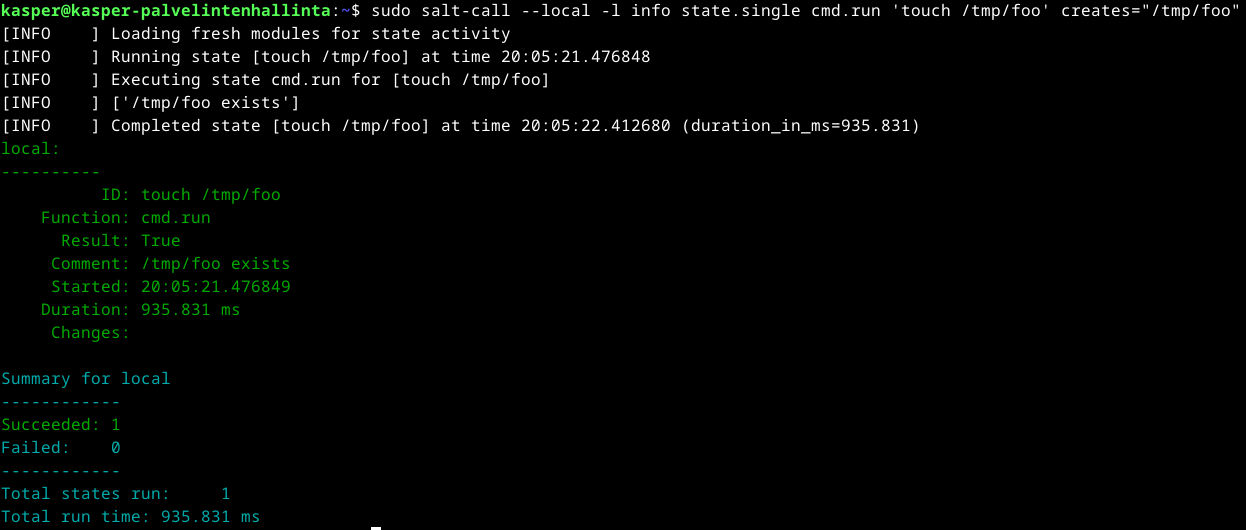 kasper@kasper-palvelintenhallinta:~$ sudo salt-call --local -l info state.single cmd.run 'touch /tmp/foo' creates="/tmp/foo"
[INFO    ] Loading fresh modules for state activity
[INFO    ] Running state [touch /tmp/foo] at time 20:05:21.476848
[INFO    ] Executing state cmd.run for [touch /tmp/foo]
[INFO    ] ['/tmp/foo exists']
[INFO    ] Completed state [touch /tmp/foo] at time 20:05:22.412680 (duration_in_ms=935.831)
local:
----------
          ID: touch /tmp/foo
    Function: cmd.run
      Result: True
     Comment: /tmp/foo exists
     Started: 20:05:21.476849
    Duration: 935.831 ms
     Changes:

Summary for local
------------
Succeeded: 1
Failed:    0
------------
Total states run:     1
Total run time: 935.831 ms